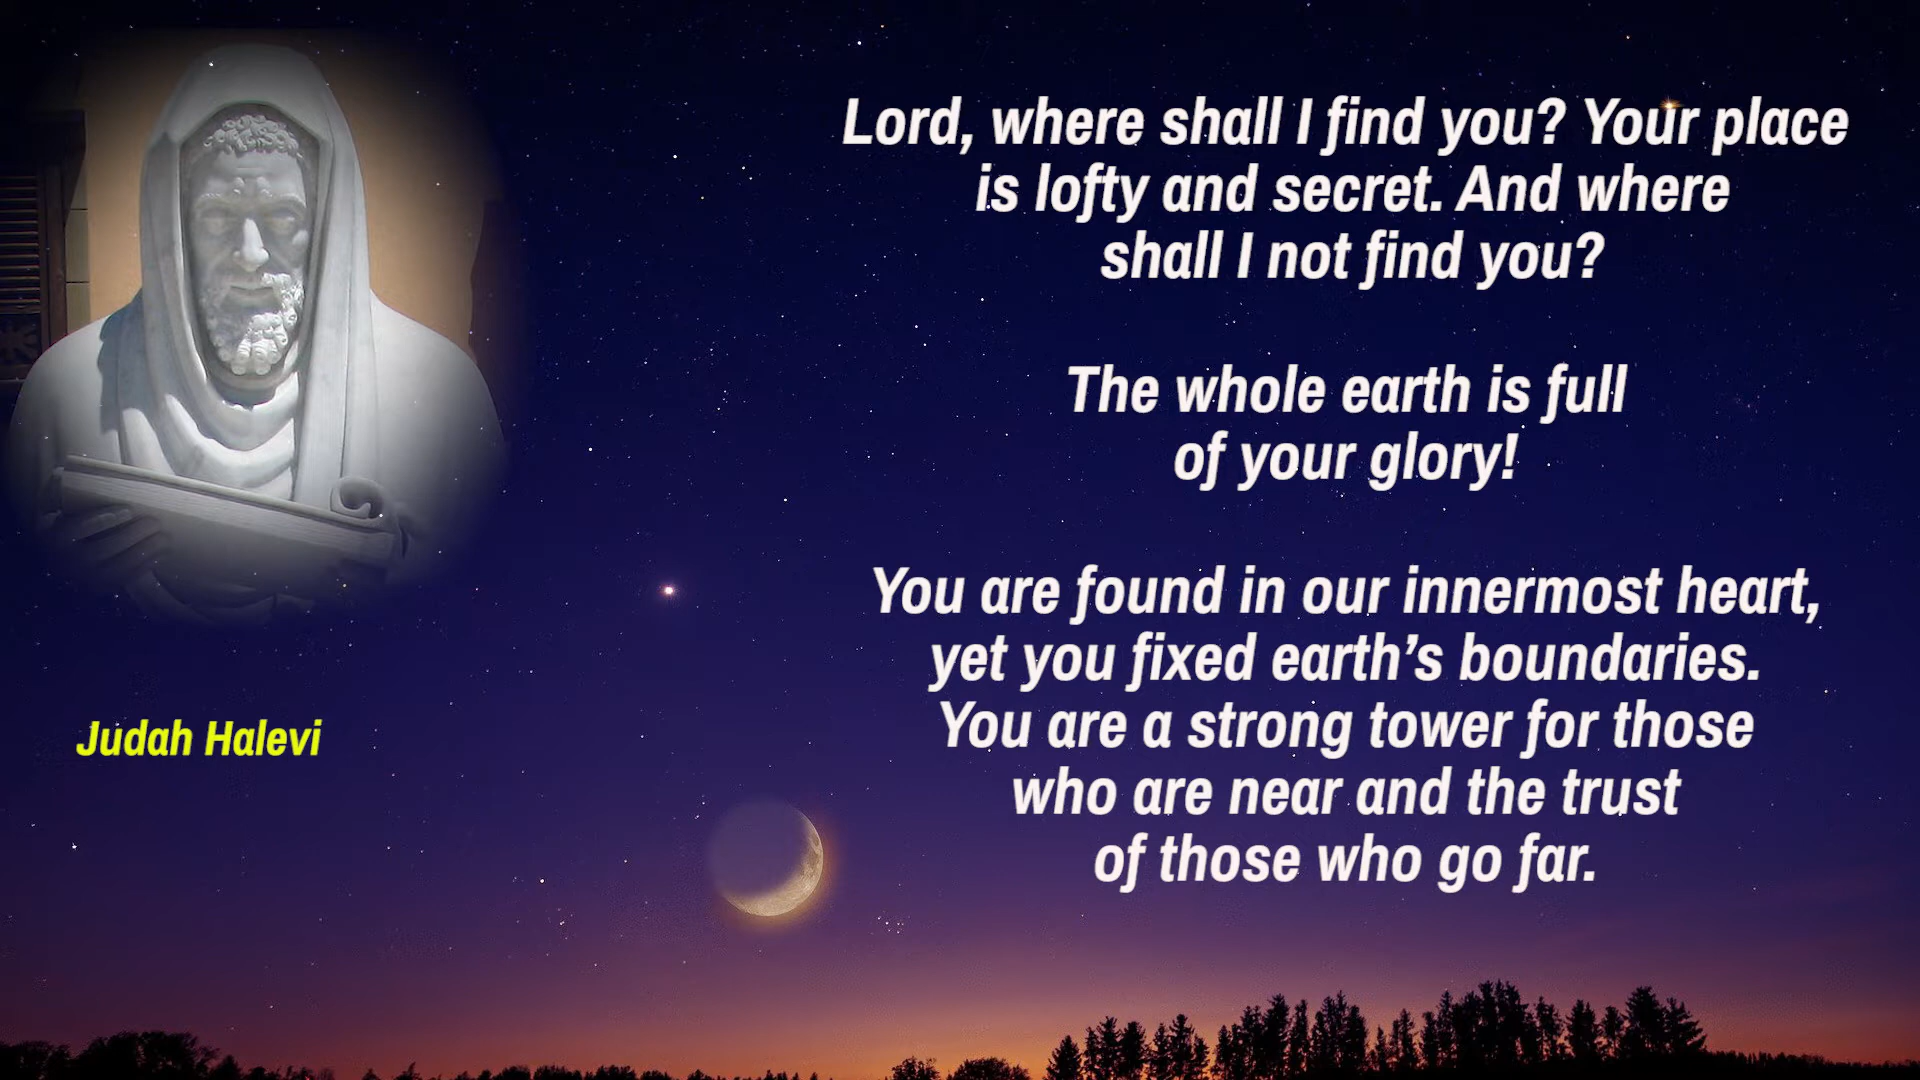 Lord, where shall I find you? Your place
is lofty and secret. And where
shall I not find you?
The whole earth is full
of your glory!
You are found in our innermost heart,
yet you fixed earth’s boundaries.
You are a strong tower for those
who are near and the trust
of those who go far.
Judah Halevi